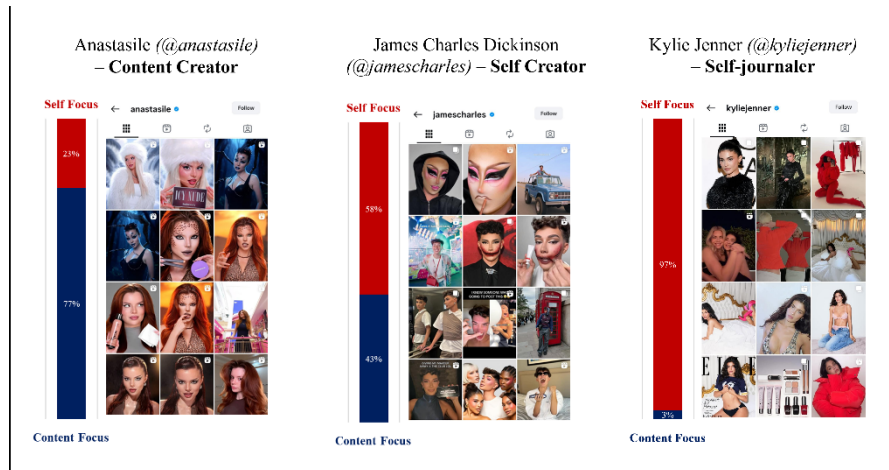 Anastasile (@anastasile)
– Content Creator
James Charles Dickinson
(@jamescharles) – Self Creator
Kylie Jenner (@kyliejenner)
– Self-journaler
Self Focus
← anastasile
Follow
23%
77%
ICY NUDE
Content Focus
Self Focus
← jamescharles
Follow
58%
43%
Content Focus
Self Focus
← kyliejenner
Follow
97%
3%
ELLE
Content Focus